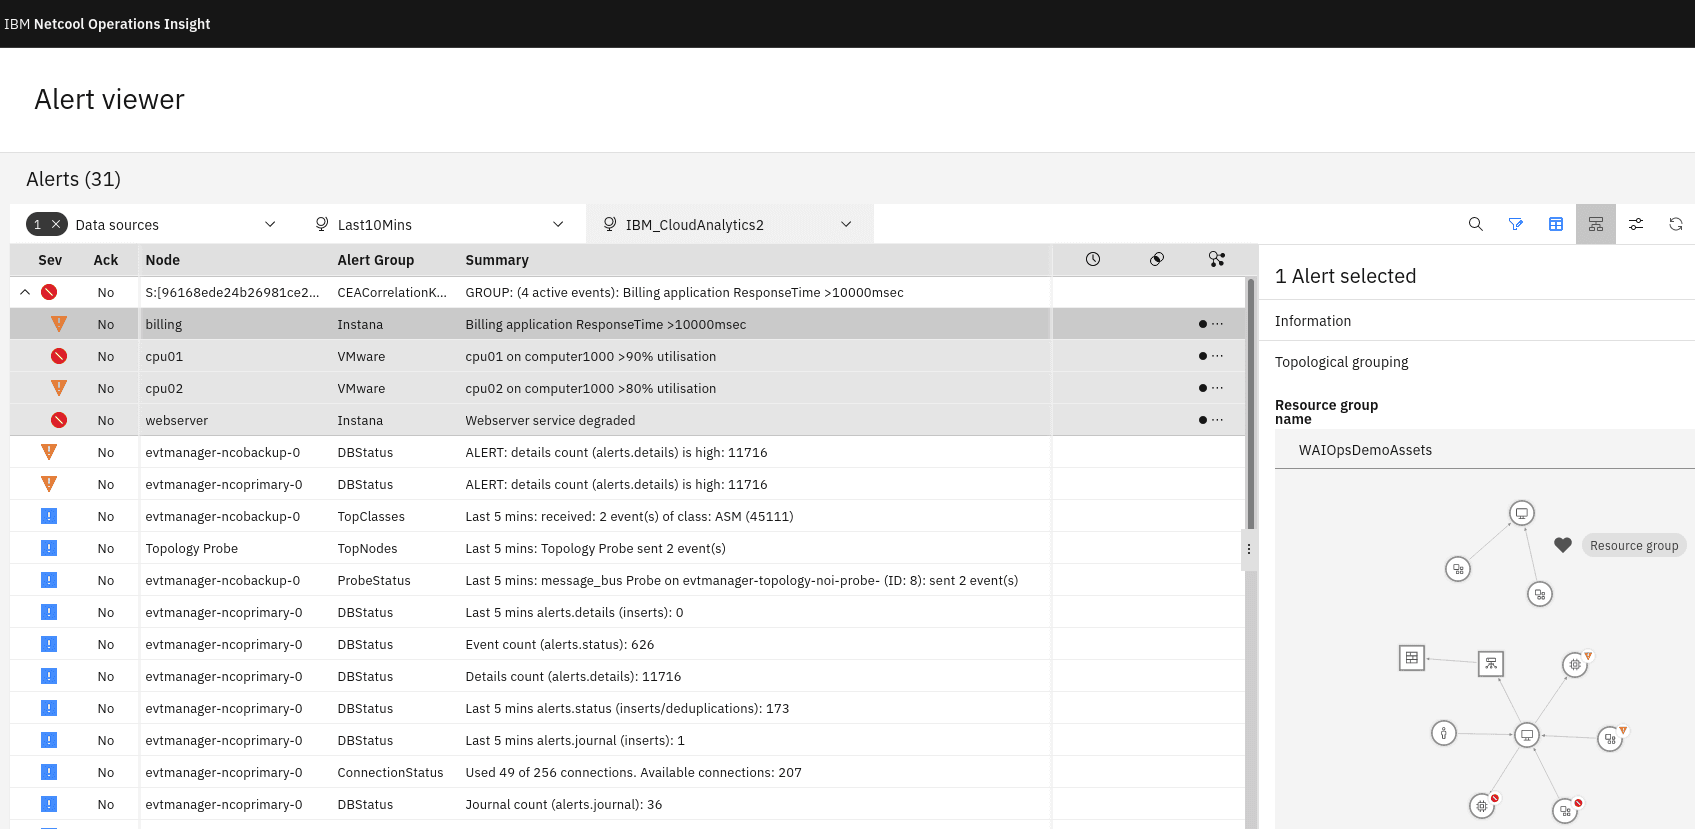 IBM Netcool Operations Insight
Alert viewer
Alerts (31)
1 Data sources Last10Mins IBM_CloudAnalytics2
Sev Ack Node Alert Group Summary
No S:[96168ede24b26981ce2... CEACorrelationK... GROUP: (4 active events): Billing application ResponseTime >10000msec
No billing Instana Billing application ResponseTime >10000msec
No cpu01 VMware cpu01 on computer1000 >90% utilisation
No cpu02 VMware cpu02 on computer1000 >80% utilisation
No webserver Instana Webserver service degraded
No evtmanager-ncobackup-0 DBStatus ALERT: details count (alerts.details) is high: 11716
No evtmanager-ncoprimary-0 DBStatus ALERT: details count (alerts.details) is high: 11716
No evtmanager-ncobackup-0 TopClasses Last 5 mins: received: 2 event(s) of class: ASM (45111)
No Topology Probe TopNodes Last 5 mins: Topology Probe sent 2 event(s)
No evtmanager-ncobackup-0 ProbeStatus Last 5 mins: message_bus Probe on evtmanager-topology-noi-probe- (ID: 8): sent 2 event(s)
No evtmanager-ncoprimary-0 DBStatus Last 5 mins alerts.details (inserts): 0
No evtmanager-ncoprimary-0 DBStatus Event count (alerts.status): 626
No evtmanager-ncoprimary-0 DBStatus Details count (alerts.details): 11716
No evtmanager-ncoprimary-0 DBStatus Last 5 mins alerts.status (inserts/deduplications): 173
No evtmanager-ncoprimary-0 DBStatus Last 5 mins alerts.journal (inserts): 1
No evtmanager-ncoprimary-0 ConnectionStatus Used 49 of 256 connections. Available connections: 207
No evtmanager-ncoprimary-0 DBStatus Journal count (alerts.journal): 36
1 Alert selected
Information
Topological grouping
Resource group
name
WAIOpsDemoAssets
Resource group